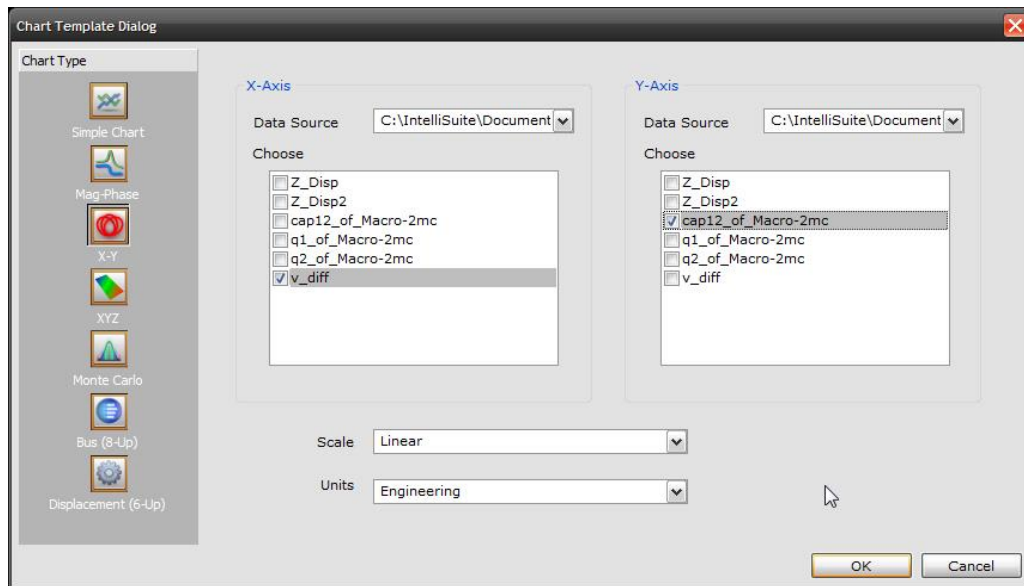 Chart Template Dialog
Chart Type
Simple Chart
Mag-Phase
X-Y
XYZ
Monte Carlo
Bus (8-Up)
Displacement (6-Up)
X-Axis
Data Source
C:\IntelliSuite\Document
Choose
Z_Disp
Z_Disp2
cap12_of_Macro-2mc
q1_of_Macro-2mc
q2_of_Macro-2mc
v_diff
Y-Axis
Data Source
C:\IntelliSuite\Document
Choose
Z_Disp
Z_Disp2
cap12_of_Macro-2mc
q1_of_Macro-2mc
q2_of_Macro-2mc
v_diff
Scale
Linear
Units
Engineering
OK
Cancel